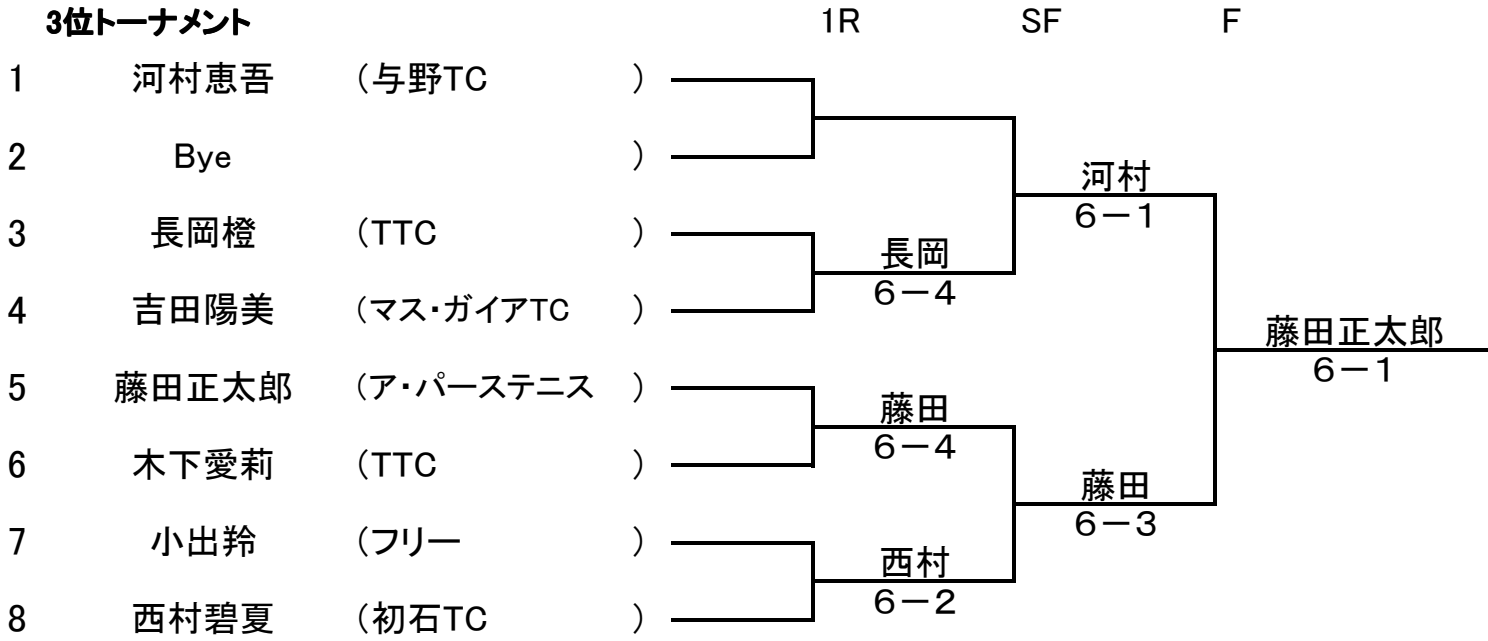 3位トーナメント 1R SF F
1 河村恵吾 （与野TC ）
2 Bye ）
河村
6－1
3 長岡橙 （TTC ）
長岡
6－4
4 吉田陽美 （マス・ガイアTC ）
藤田正太郎
6－1
5 藤田正太郎 （ア・パーステニス ）
藤田
6－4
6 木下愛莉 （TTC ）
藤田
6－3
7 小出羚 （フリー ）
西村
6－2
8 西村碧夏 （初石TC ）